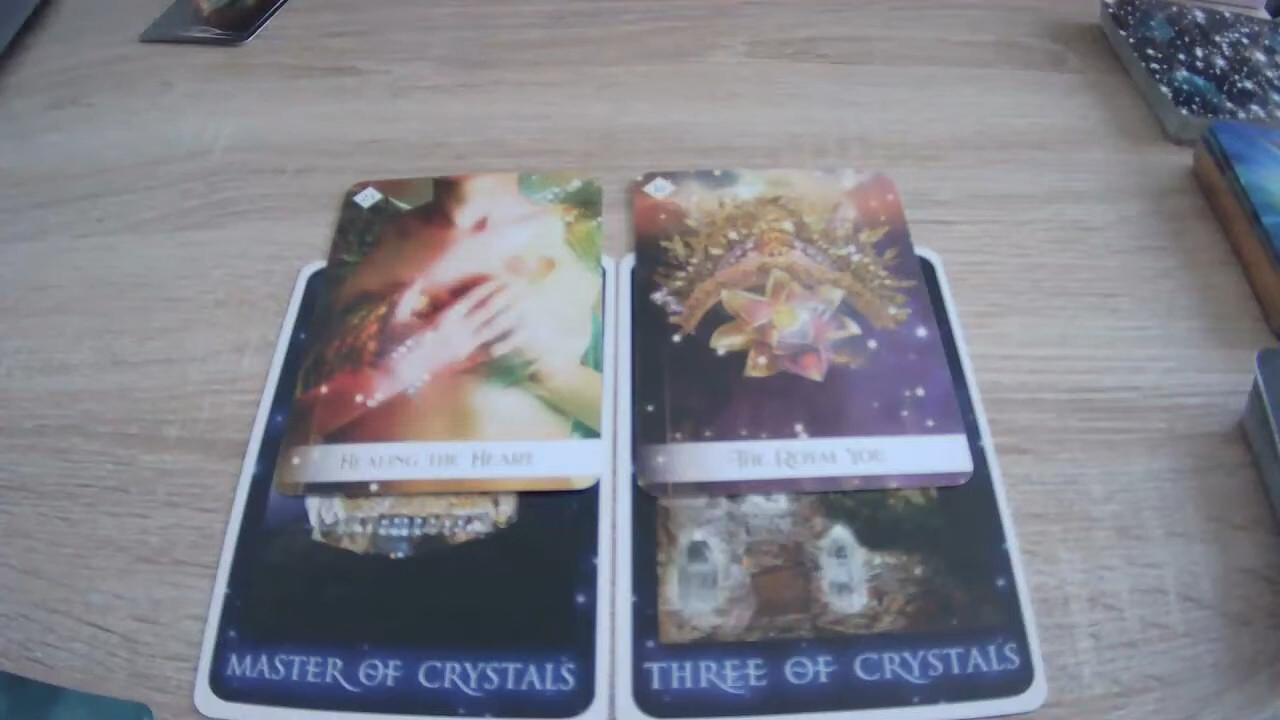 Healing the Heart
The Royal You
MASTER OF CRYSTALS
THREE OF CRYSTALS